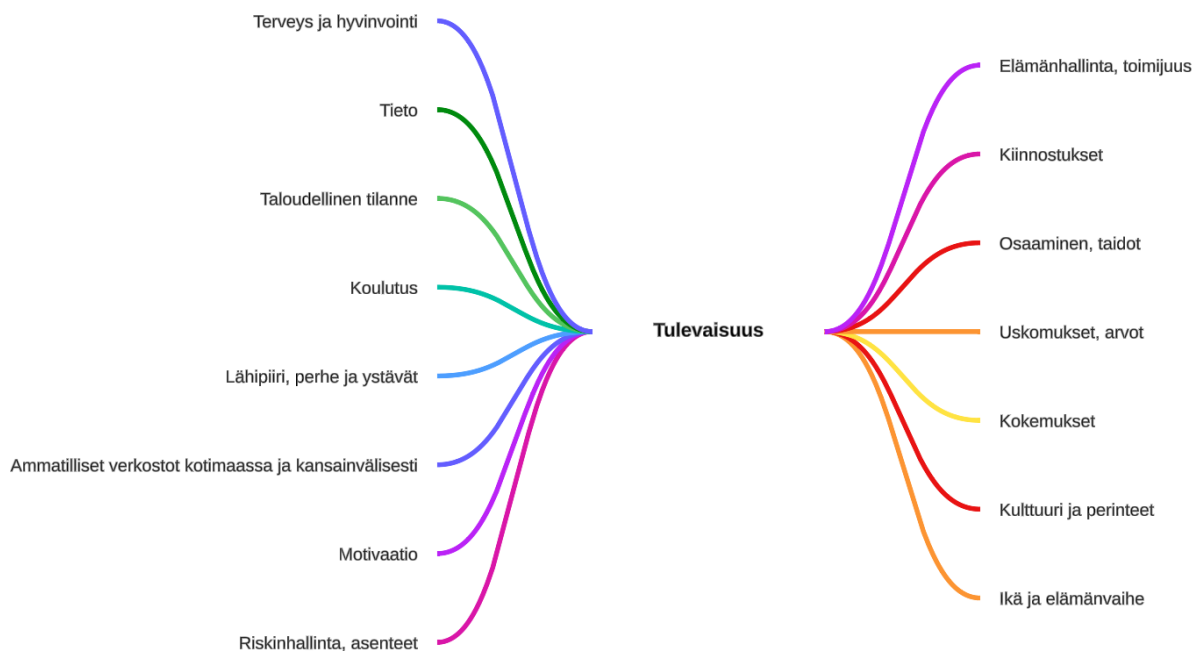 Terveys ja hyvinvointi
Tieto
Taloudellinen tilanne
Koulutus
Lähipiiri, perhe ja ystävät
Ammatilliset verkostot kotimaassa ja kansainvälisesti
Motivaatio
Riskinhallinta, asenteet
Tulevaisuus
Elämänhallinta, toimijuus
Kiinnostukset
Osaaminen, taidot
Uskomukset, arvot
Kokemukset
Kulttuuri ja perinteet
Ikä ja elämänvaihe